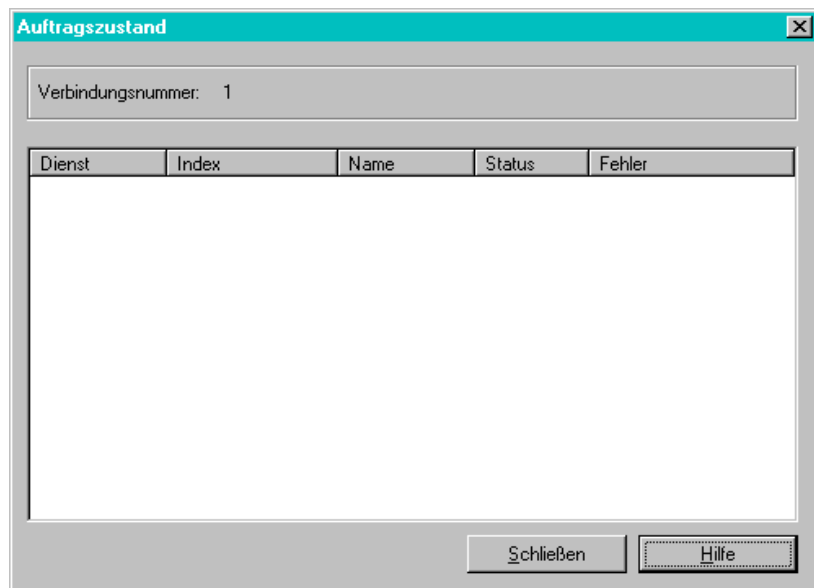 Auftragszustand
Verbindungsnummer: 1
Dienst Index Name Status Fehler
Schließen Hilfe